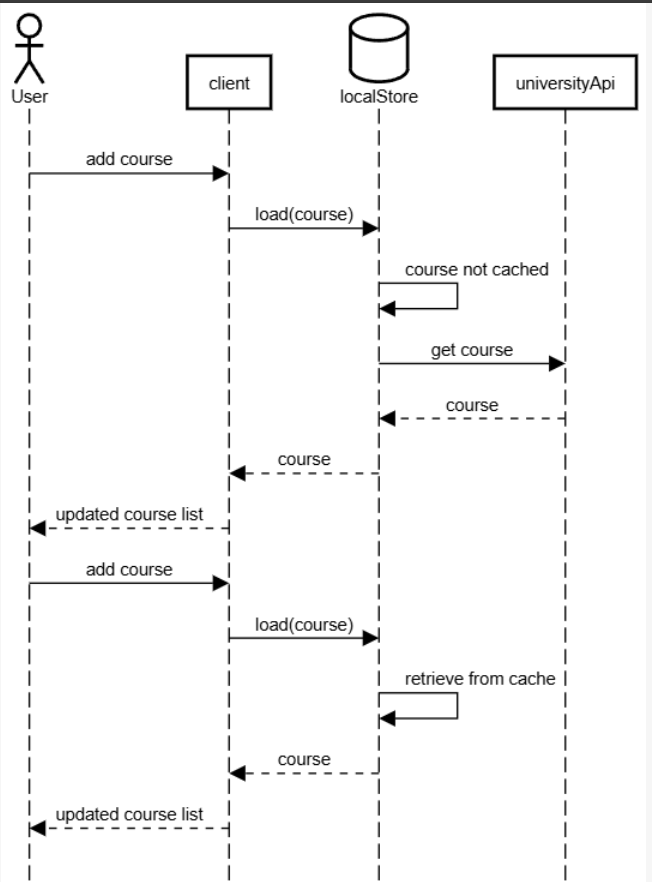 User
client
localStore
universityApi
add course
load(course)
course not cached
get course
course
course
updated course list
add course
load(course)
retrieve from cache
course
updated course list